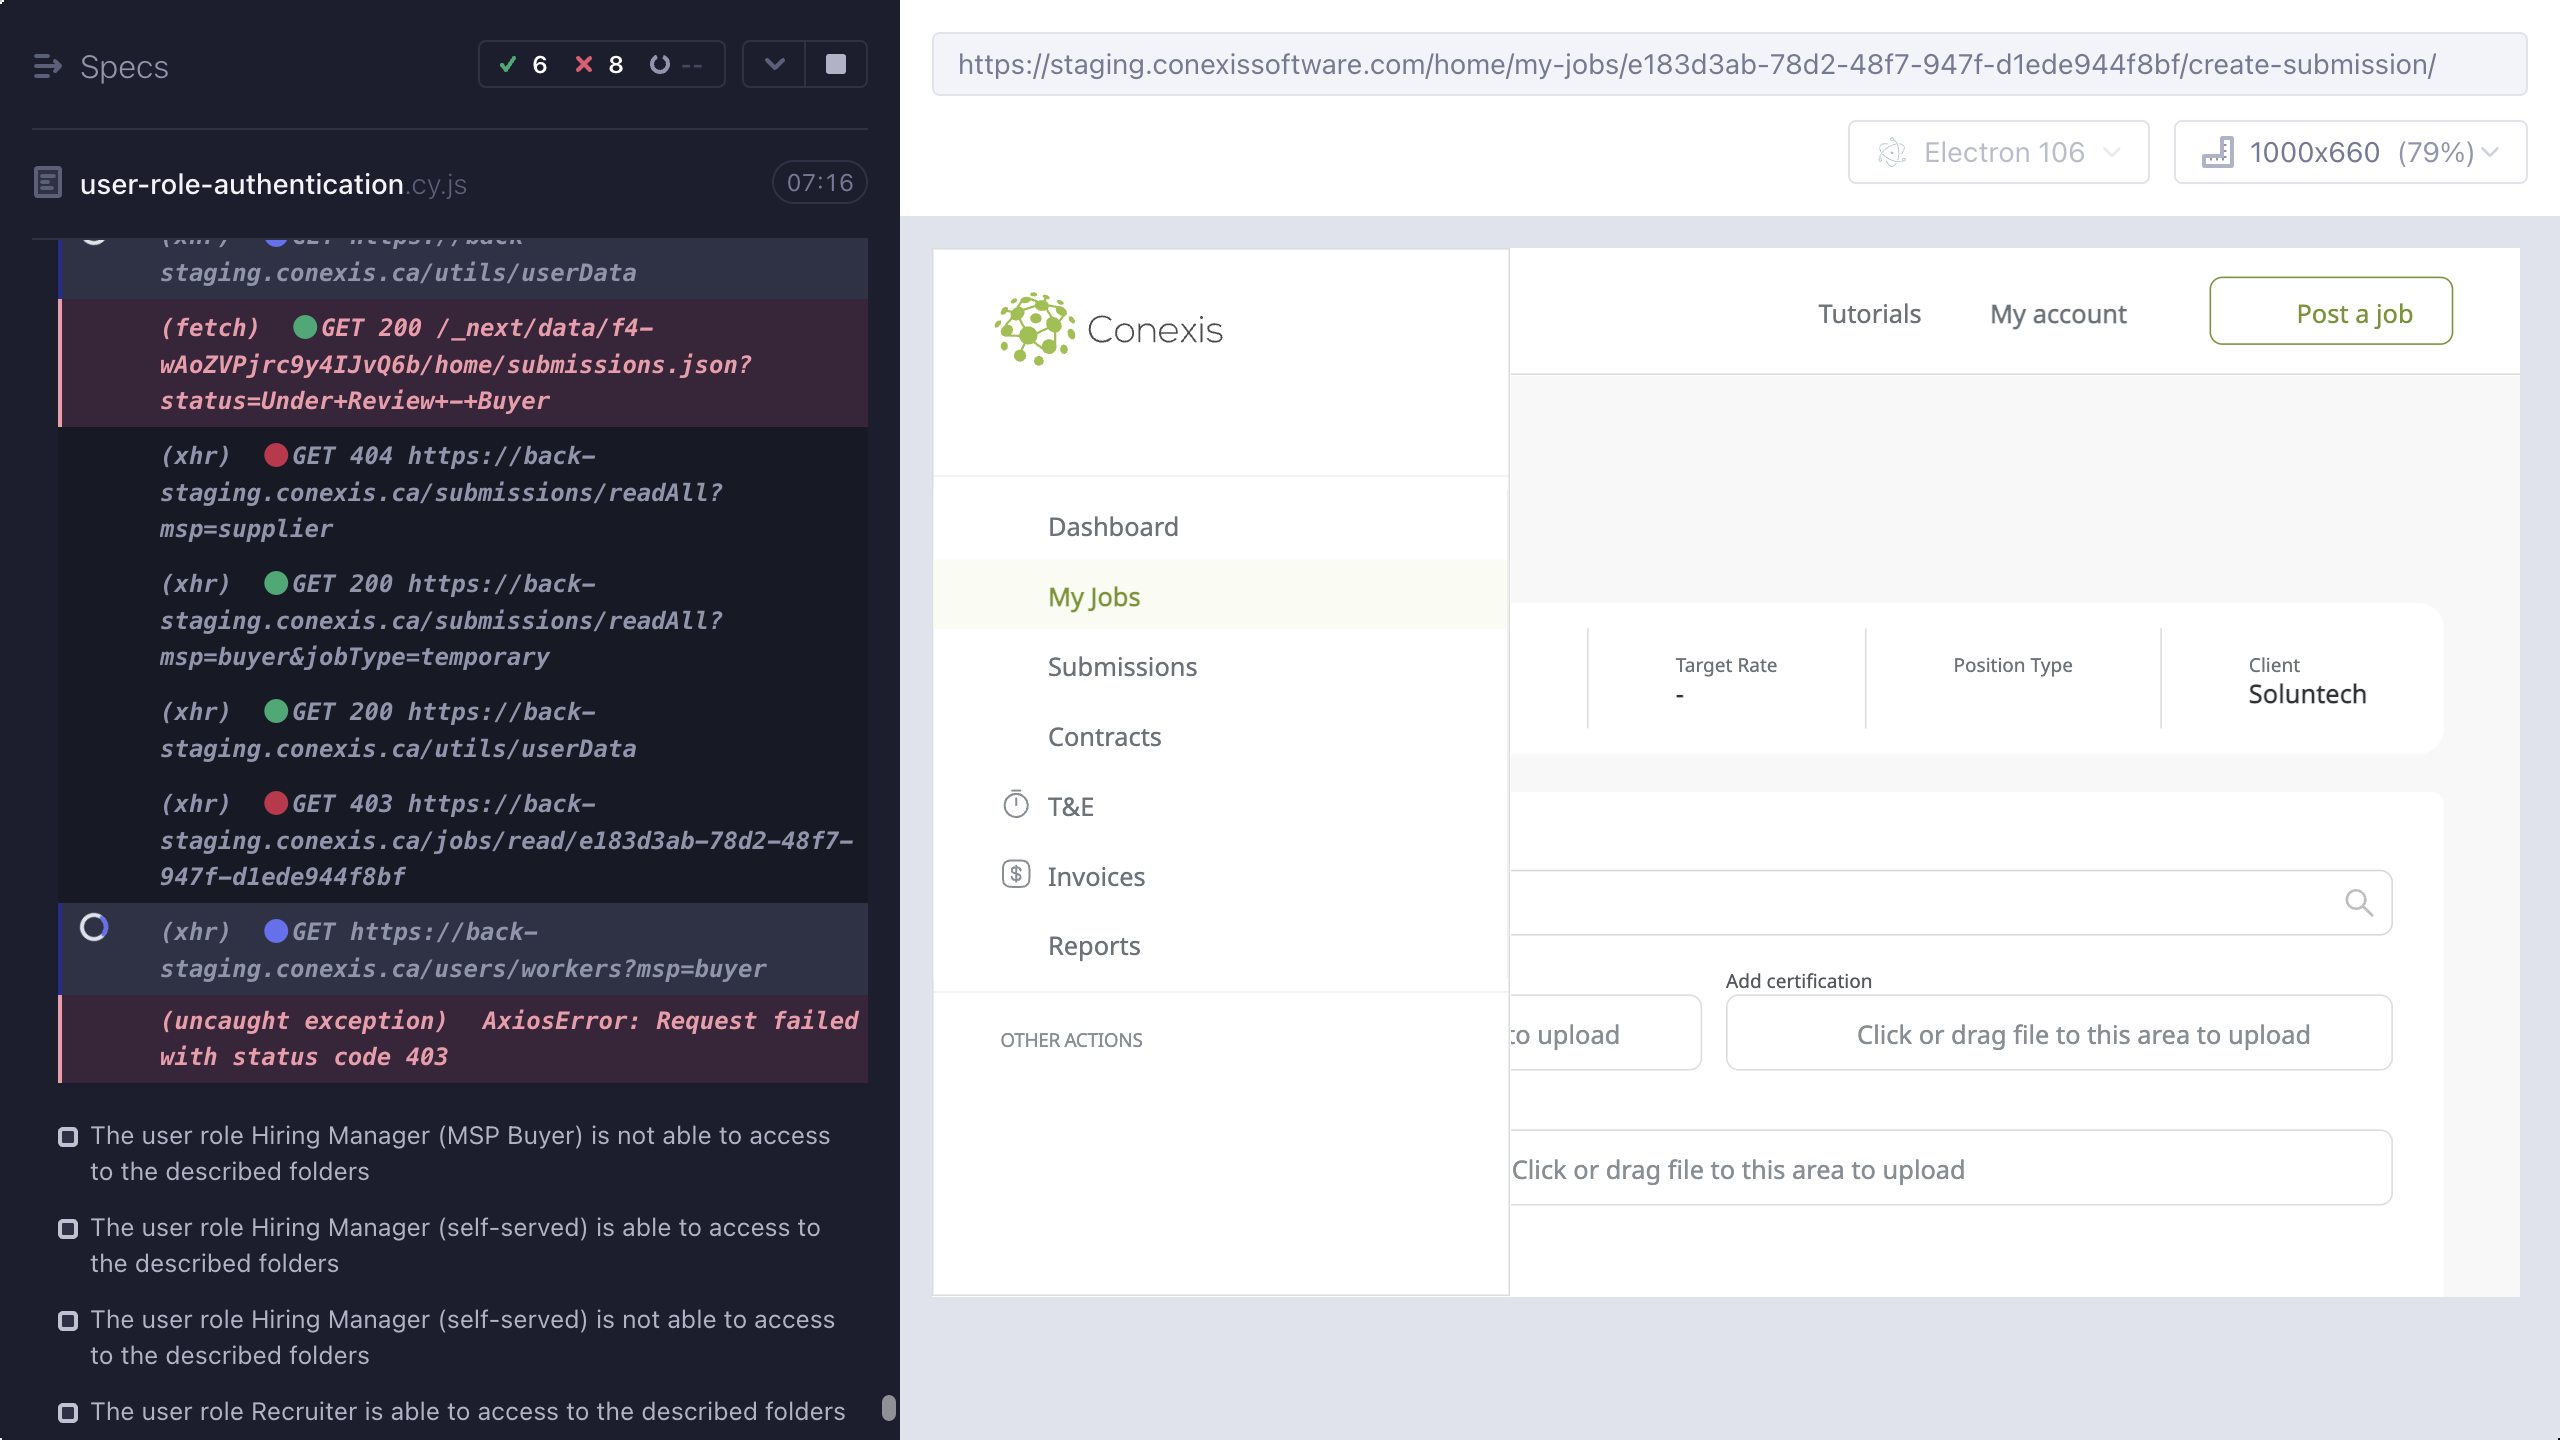 Specs
6 8 --
user-role-authentication.cy.js
07:16
(xhr) GET https://back-
staging.conexis.ca/utils/userData
(fetch) GET 200 /_next/data/f4-
wAoZVPjrc9y4IJvQ6b/home/submissions.json?
status=Under+Review+-+Buyer
(xhr) GET 404 https://back-
staging.conexis.ca/submissions/readAll?
msp=supplier
(xhr) GET 200 https://back-
staging.conexis.ca/submissions/readAll?
msp=buyer&jobType=temporary
(xhr) GET 200 https://back-
staging.conexis.ca/utils/userData
(xhr) GET 403 https://back-
staging.conexis.ca/jobs/read/e183d3ab-78d2-48f7-
947f-d1ede944f8bf
(xhr) GET https://back-
staging.conexis.ca/users/workers?msp=buyer
(uncaught exception) AxiosError: Request failed
with status code 403
The user role Hiring Manager (MSP Buyer) is not able to access
to the described folders
The user role Hiring Manager (self-served) is able to access to
the described folders
The user role Hiring Manager (self-served) is not able to access
to the described folders
The user role Recruiter is able to access to the described folders
https://staging.conexissoftware.com/home/my-jobs/e183d3ab-78d2-48f7-947f-d1ede944f8bf/create-submission/
Electron 106
1000x660 (79%)
Conexis
Tutorials
My account
Post a job
Dashboard
My Jobs
Submissions
Contracts
T&E
Invoices
Reports
OTHER ACTIONS
Target Rate
-
Position Type
Client
Soluntech
Add certification
to upload
Click or drag file to this area to upload
Click or drag file to this area to upload